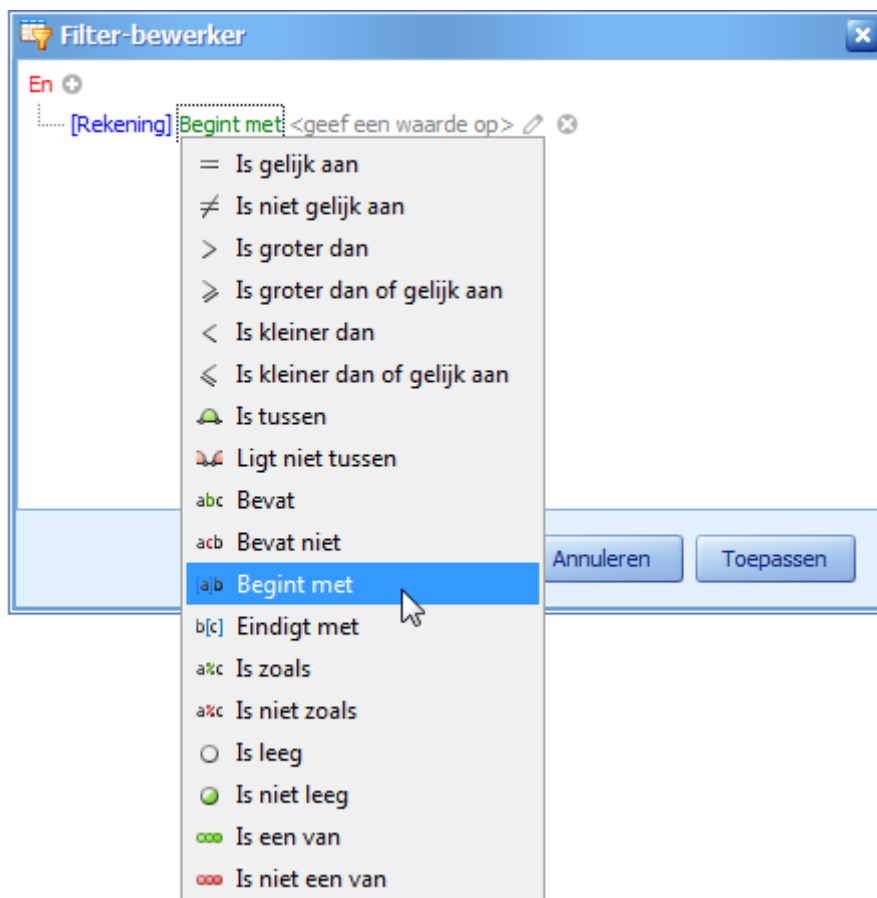 Filter-bewerker
En
[Rekening] Begint met <geef een waarde op>
= Is gelijk aan
≠ Is niet gelijk aan
> Is groter dan
⩾ Is groter dan of gelijk aan
< Is kleiner dan
⩽ Is kleiner dan of gelijk aan
Is tussen
Ligt niet tussen
abc Bevat
acb Bevat niet
Annuleren Toepassen
[a]b Begint met
b[c] Eindigt met
a%c Is zoals
a%c Is niet zoals
Is leeg
Is niet leeg
Is een van
Is niet een van